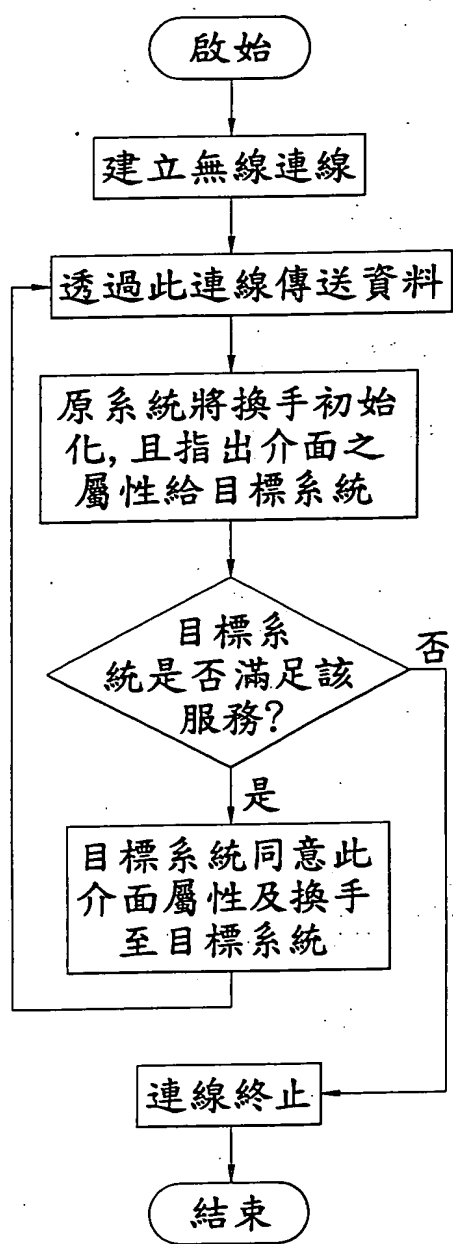 啟始
建立無線連線
透過此連線傳送資料
原系統將換手初始
化, 且指出介面之
屬性給目標系統
目標系
統是否滿足該
服務?
否
是
目標系統同意此
介面屬性及換手
至目標系統
連線終止
結束